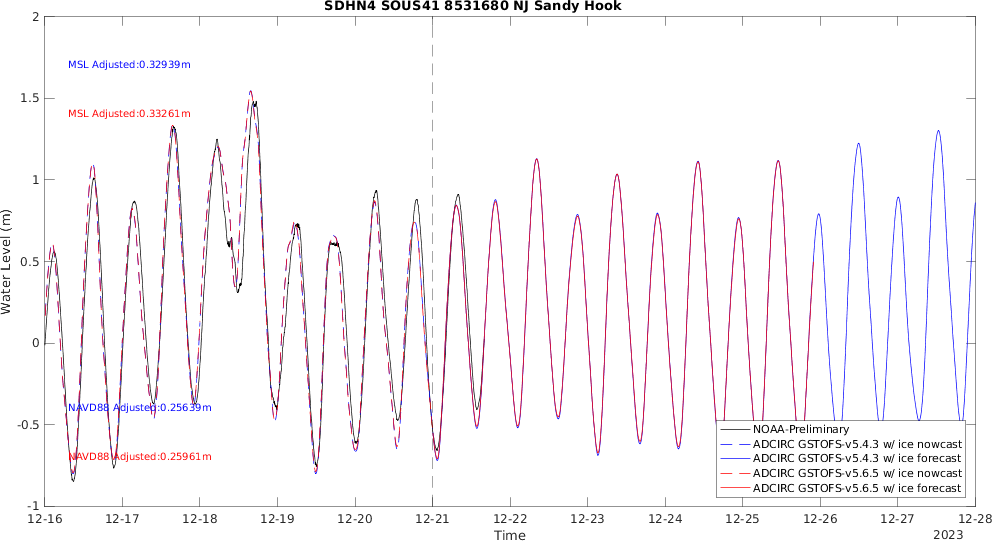 SDHN4 SOUS41 8531680 NJ Sandy Hook
2
1.5
1
0.5
0
-0.5
-1
Water Level (m)
MSL Adjusted:0.32939m
MSL Adjusted:0.33261m
NAVD88 Adjusted:0.25639m
NAVD88 Adjusted:0.25961m
NOAA-Preliminary
ADCIRC GSTOFS-v5.4.3 w/ ice nowcast
ADCIRC GSTOFS-v5.4.3 w/ ice forecast
ADCIRC GSTOFS-v5.6.5 w/ ice nowcast
ADCIRC GSTOFS-v5.6.5 w/ ice forecast
12-16 12-17 12-18 12-19 12-20 12-21 12-22 12-23 12-24 12-25 12-26 12-27 12-28
Time
2023